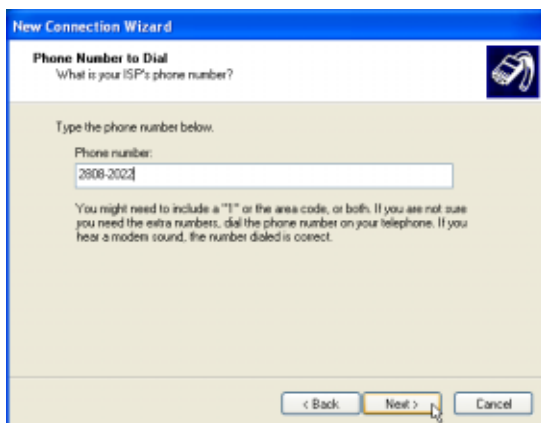 New Connection Wizard
Phone Number to Dial
What is your ISP's phone number?
Type the phone number below.
Phone number:
2808-2022
You might need to include a "1" or the area code, or both. If you are not sure
you need the extra numbers, dial the phone number on your telephone. If you
hear a modem sound, the number dialed is correct.
< Back
Next >
Cancel